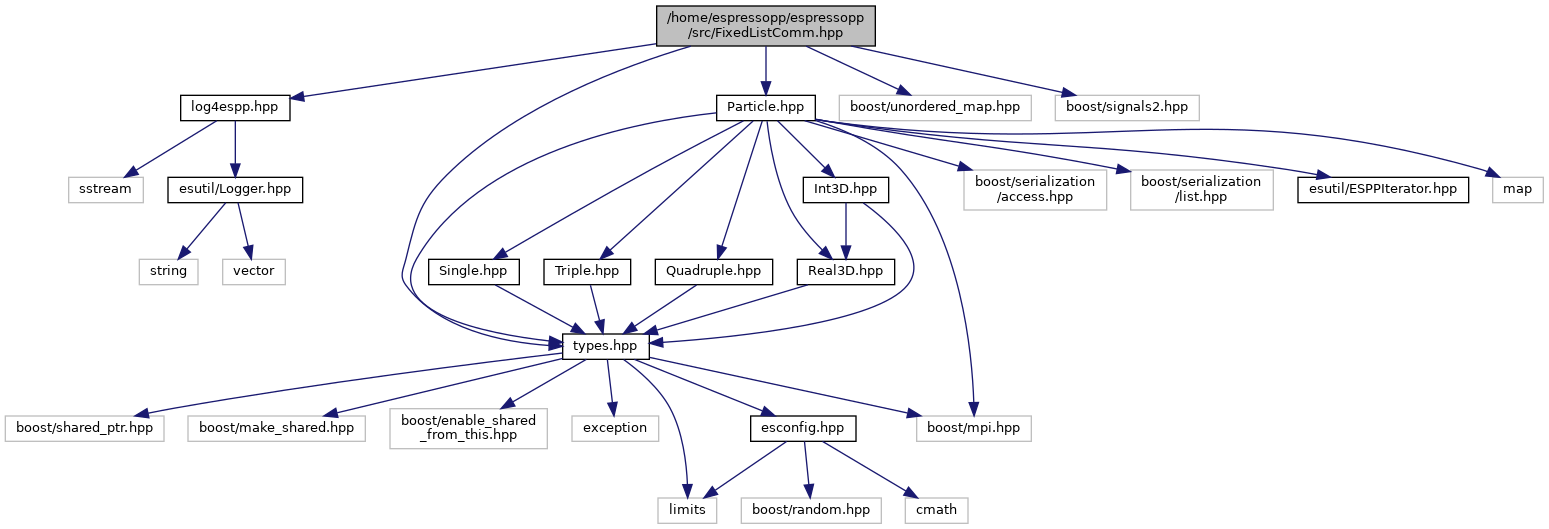 /home/espressopp/espressopp
/src/FixedListComm.hpp
log4espp.hpp
Particle.hpp
boost/unordered_map.hpp
boost/signals2.hpp
sstream
esutil/Logger.hpp
Int3D.hpp
boost/serialization
/access.hpp
boost/serialization
/list.hpp
esutil/ESPPIterator.hpp
map
string
vector
Single.hpp
Triple.hpp
Quadruple.hpp
Real3D.hpp
types.hpp
boost/shared_ptr.hpp
boost/make_shared.hpp
boost/enable_shared
_from_this.hpp
exception
esconfig.hpp
boost/mpi.hpp
limits
boost/random.hpp
cmath